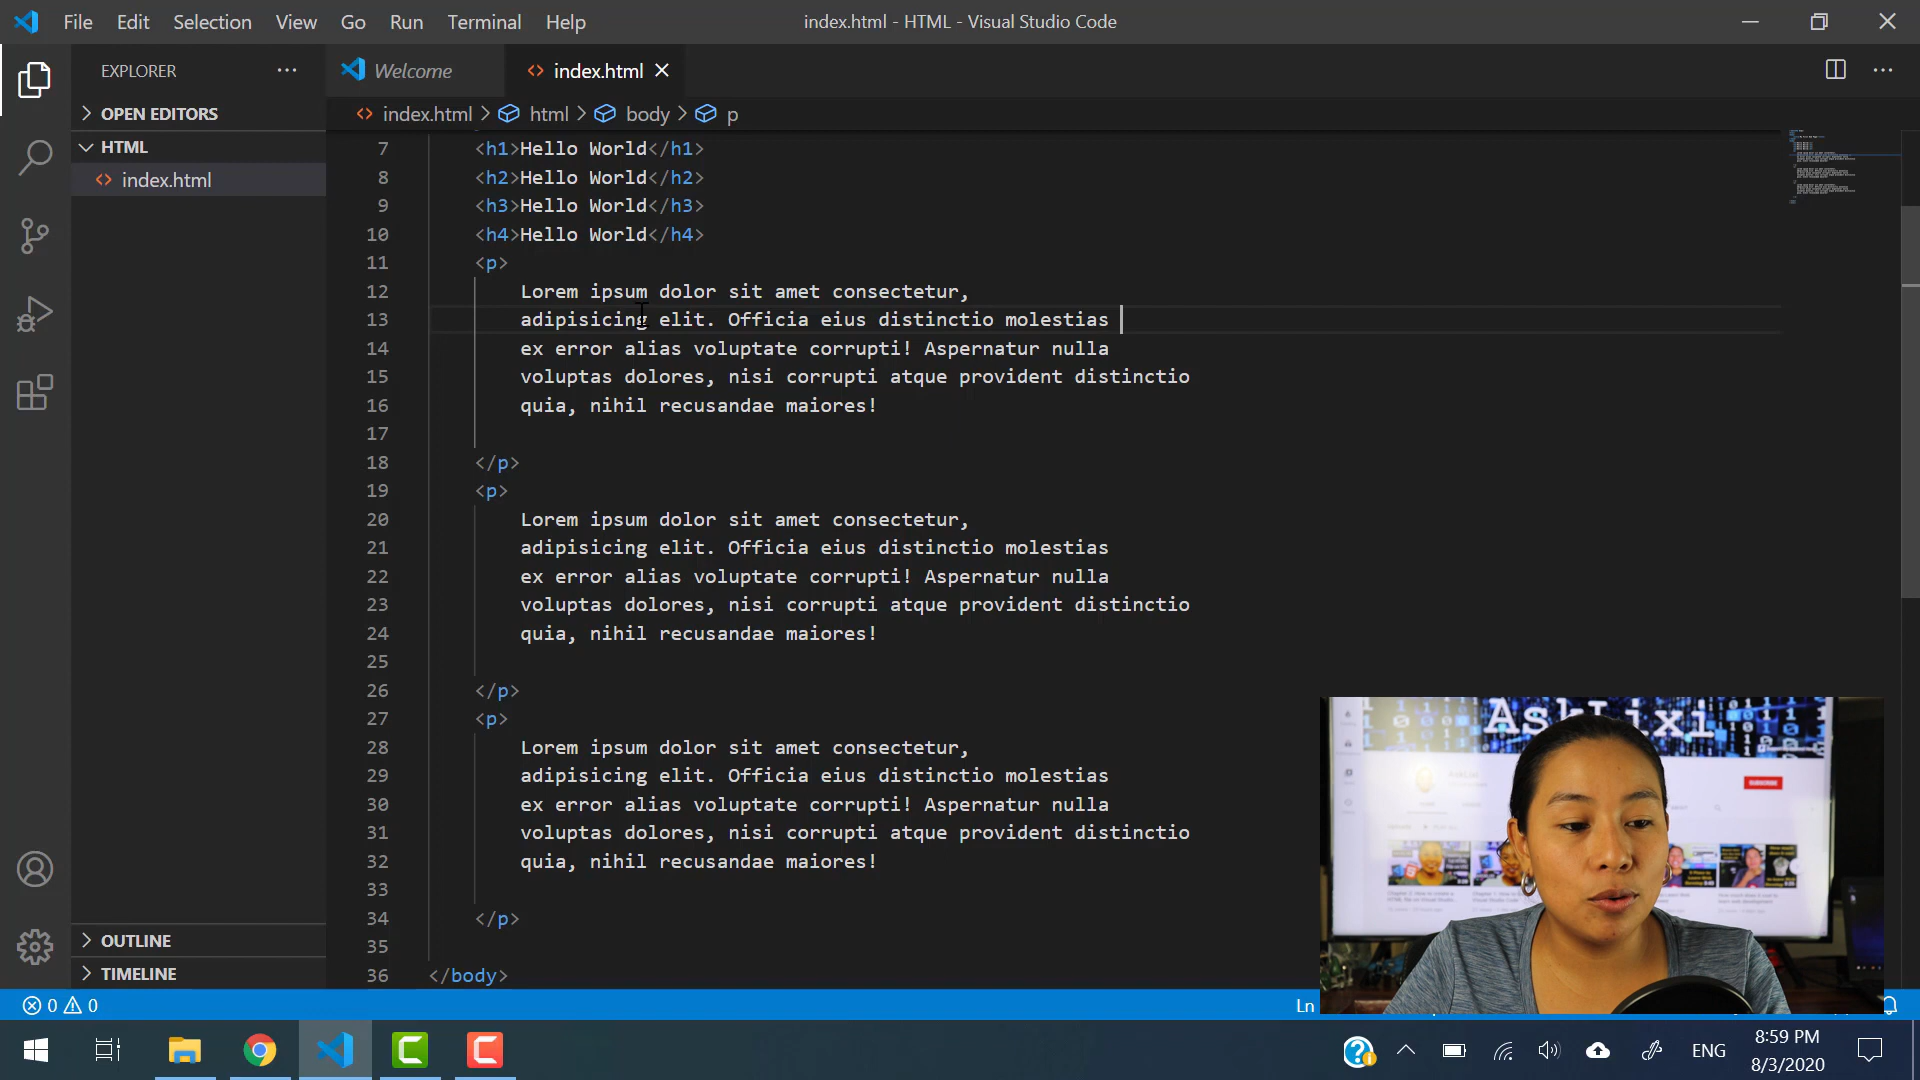 File Edit Selection View Go Run Terminal Help
index.html - HTML - Visual Studio Code
EXPLORER
Welcome
index.html
OPEN EDITORS
index.html > html > body > p
HTML
index.html
7 <h1>Hello World</h1>
8 <h2>Hello World</h2>
9 <h3>Hello World</h3>
10 <h4>Hello World</h4>
11 <p>
12 Lorem ipsum dolor sit amet consectetur,
13 adipisicing elit. Officia eius distinctio molestias
14 ex error alias voluptate corrupti! Aspernatur nulla
15 voluptas dolores, nisi corrupti atque provident distinctio
16 quia, nihil recusandae maiores!
17
18 </p>
19 <p>
20 Lorem ipsum dolor sit amet consectetur,
21 adipisicing elit. Officia eius distinctio molestias
22 ex error alias voluptate corrupti! Aspernatur nulla
23 voluptas dolores, nisi corrupti atque provident distinctio
24 quia, nihil recusandae maiores!
25
26 </p>
27 <p>
28 Lorem ipsum dolor sit amet consectetur,
29 adipisicing elit. Officia eius distinctio molestias
30 ex error alias voluptate corrupti! Aspernatur nulla
31 voluptas dolores, nisi corrupti atque provident distinctio
32 quia, nihil recusandae maiores!
33
34 </p>
35
36 </body>
OUTLINE
TIMELINE
AskLixi
SUBSCRIBE
0 0
Ln
ENG
8:59 PM
8/3/2020